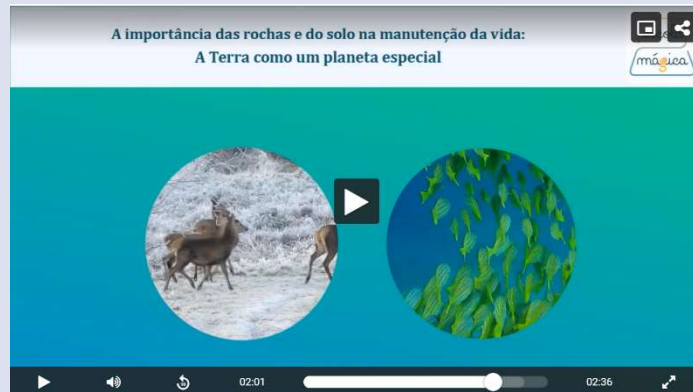 A importância das rochas e do solo na manutenção da vida:
A Terra como um planeta especial
mágica
02:01
02:36